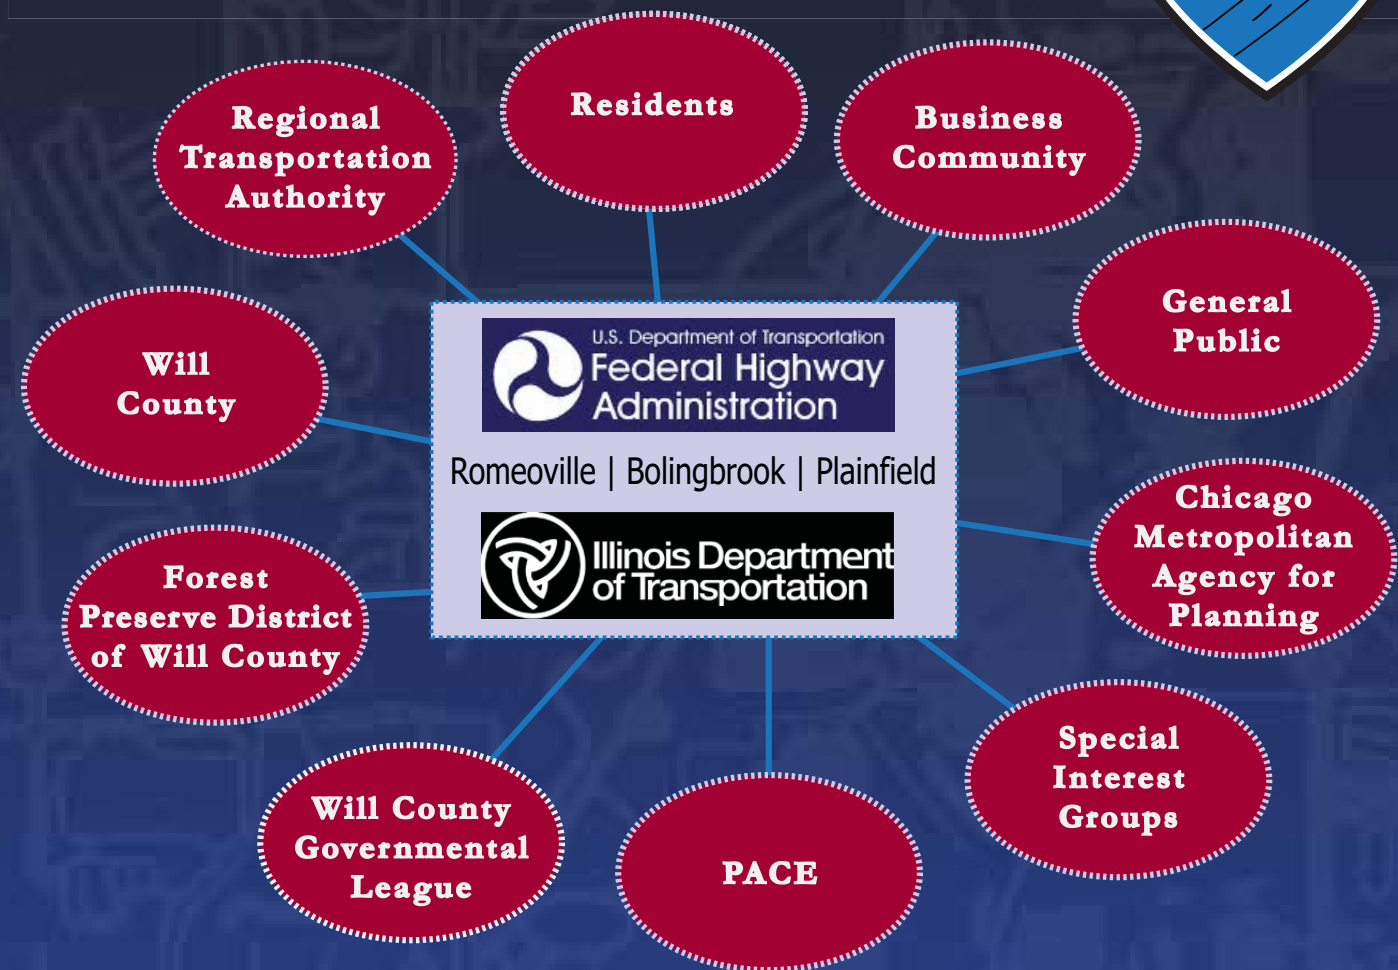 Regional
Transportation
Authority
Residents
Business
Community
General
Public
Will
County
U.S. Department of Transportation
Federal Highway
Administration
Romeoville | Bolingbrook | Plainfield
Illinois Department
of Transportation
Chicago
Metropolitan
Agency for
Planning
Forest
Preserve District
of Will County
Special
Interest
Groups
Will County
Governmental
League
PACE